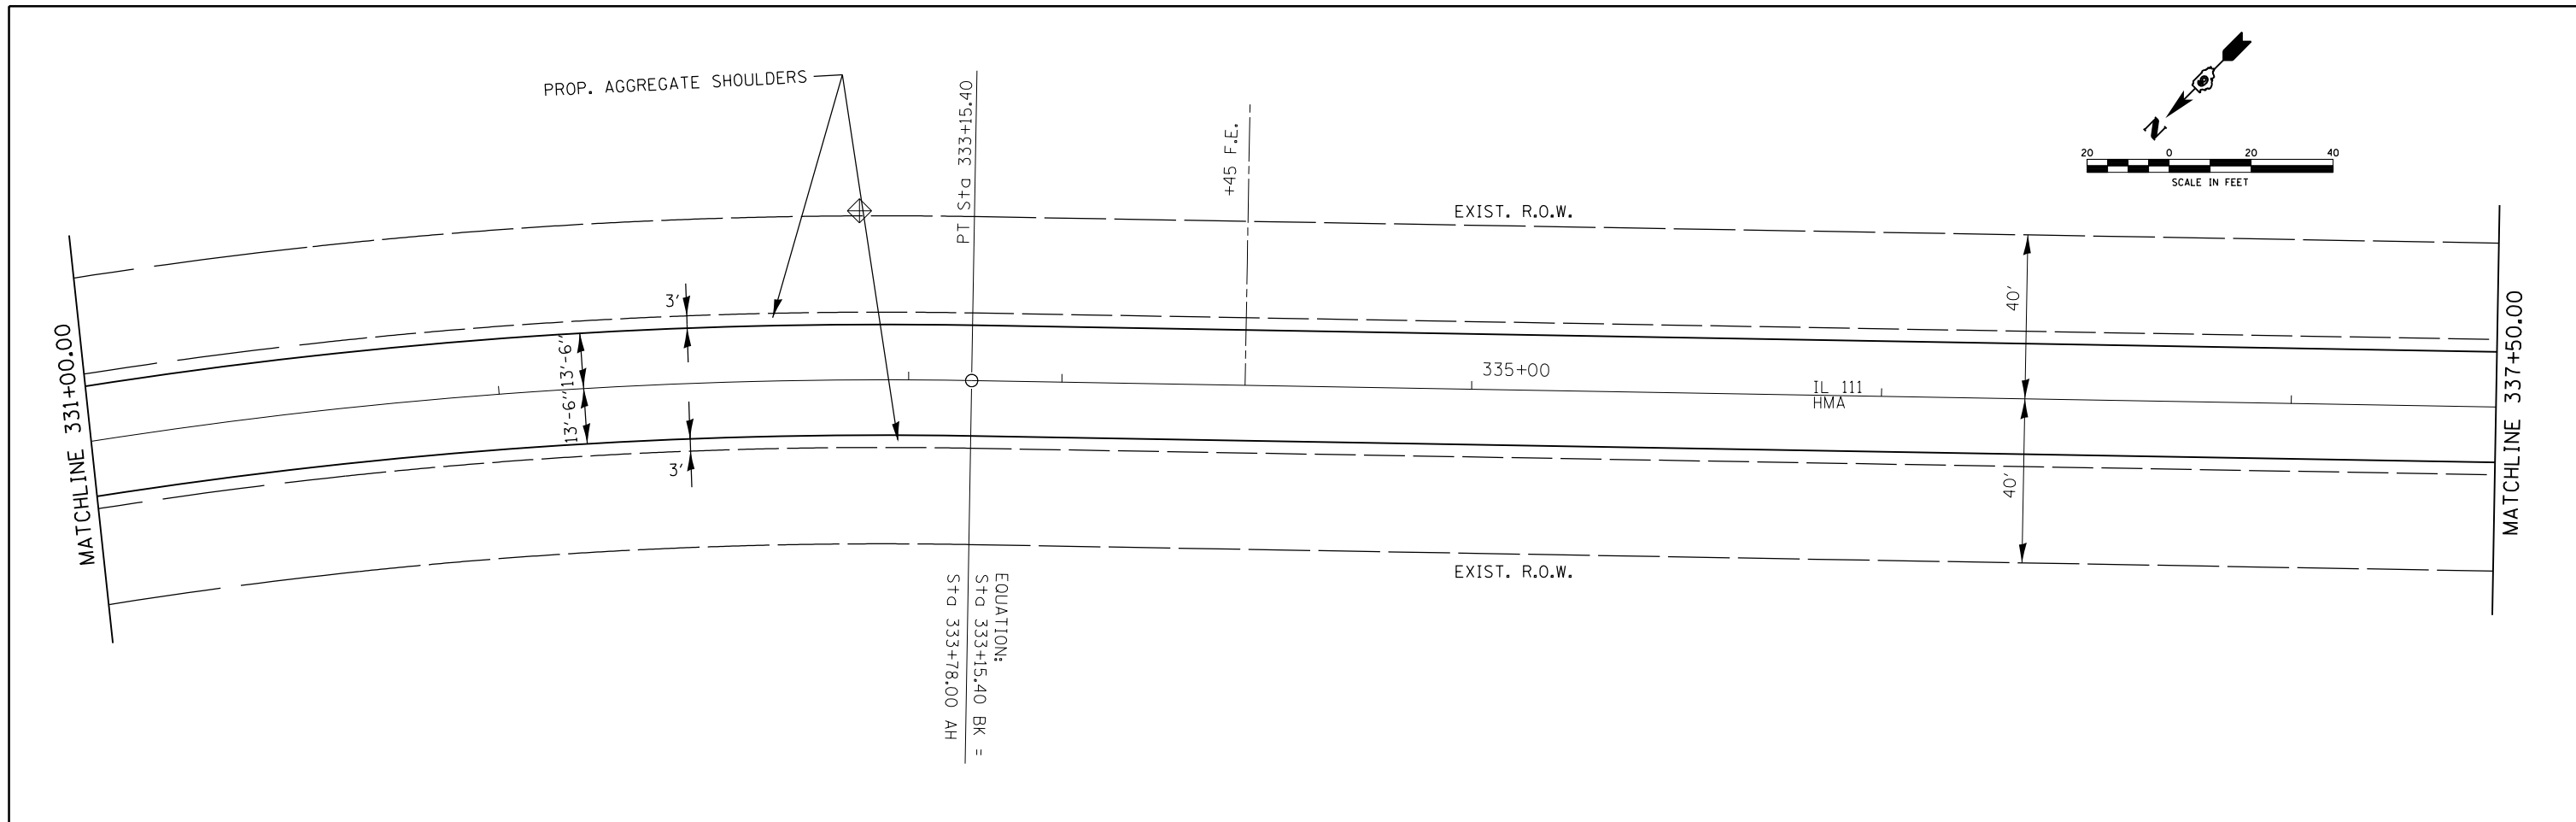 PROP. AGGREGATE SHOULDERS
PT Sta 333+15.40
+45 F.E.
N
20 0 20 40
SCALE IN FEET
EXIST. R.O.W.
MATCHLINE 331+00.00
3'
13'-6"
13'-6"
3'
335+00
IL 111
HMA
40'
40'
MATCHLINE 337+50.00
EXIST. R.O.W.
EQUATION:
Sta 333+15.40 BK =
Sta 333+78.00 AH